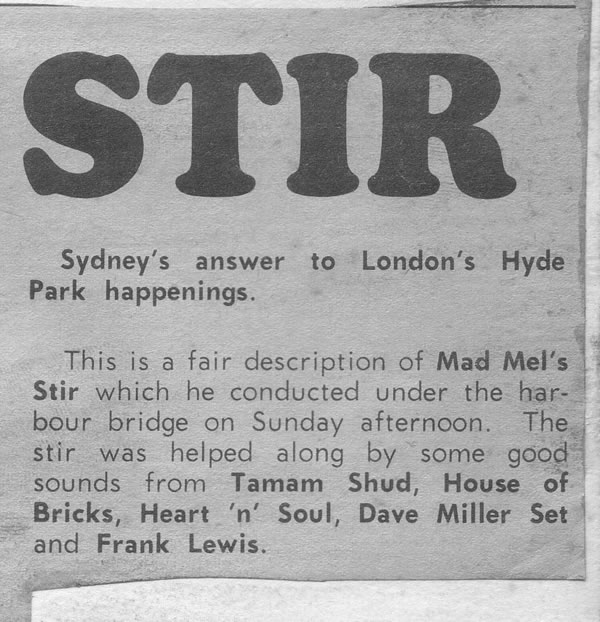 STIR
Sydney's answer to London's Hyde
Park happenings.
This is a fair description of Mad Mel's
Stir which he conducted under the har-
bour bridge on Sunday afternoon. The
stir was helped along by some good
sounds from Tamam Shud, House of
Bricks, Heart 'n' Soul, Dave Miller Set
and Frank Lewis.